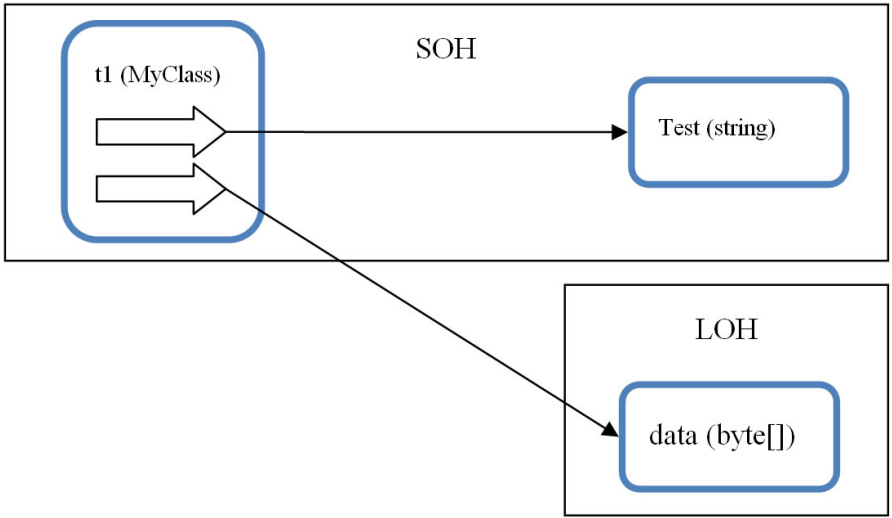 SOH
t1 (MyClass)
Test (string)
LOH
data (byte[])